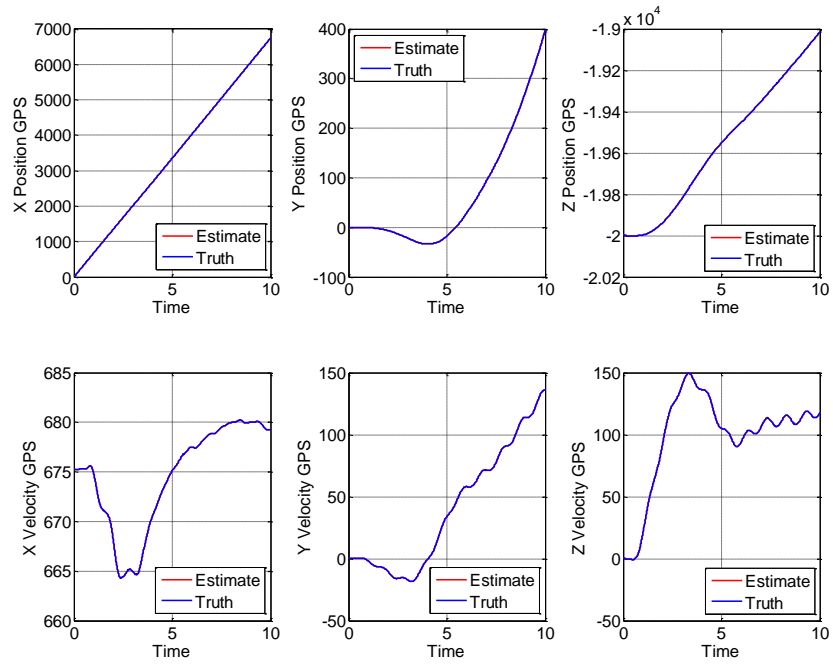 7000
6000
5000
4000
3000
2000
1000
0
X Position GPS
0
5
10
Time
Estimate
Truth
400
300
200
100
0
-100
Y Position GPS
0
5
10
Time
Estimate
Truth
x 10^4
-1.9
-1.92
-1.94
-1.96
-1.98
-2
-2.02
Z Position GPS
0
5
10
Time
Estimate
Truth
685
680
675
670
665
660
X Velocity GPS
0
5
10
Time
Estimate
Truth
150
100
50
0
-50
Y Velocity GPS
0
5
10
Time
Estimate
Truth
150
100
50
0
-50
Z Velocity GPS
0
5
10
Time
Estimate
Truth